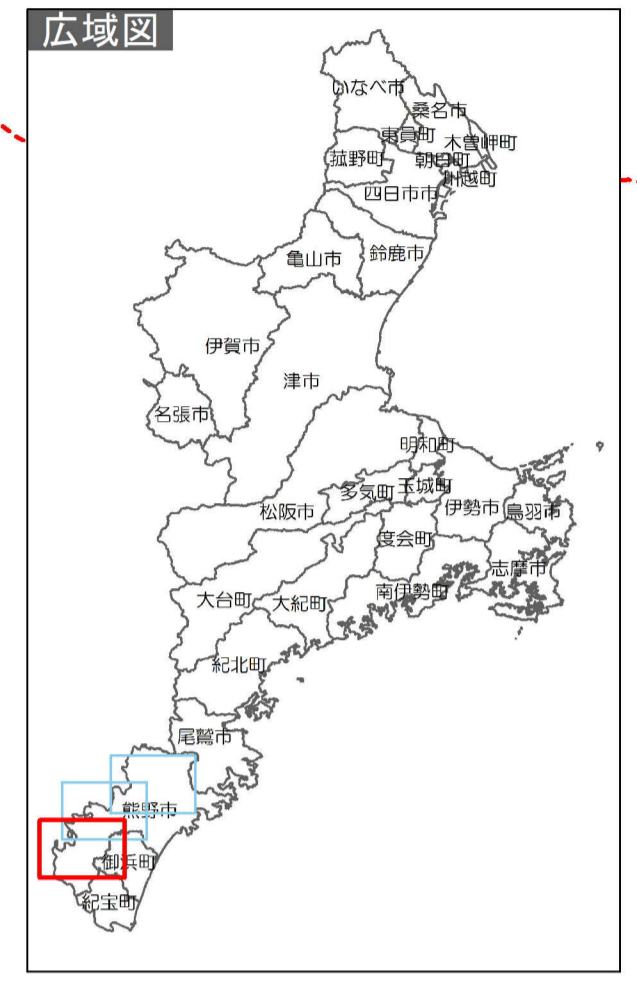 広域図
いなべ市
桑名市
東員町
木曽岬町
菰野町
朝日町
川越町
四日市市
亀山市
鈴鹿市
伊賀市
津市
名張市
明和町
多気町
玉城町
松阪市
伊勢市
鳥羽市
度会町
志摩市
大台町
大紀町
南伊勢町
紀北町
尾鷲市
熊野市
御浜町
紀宝町